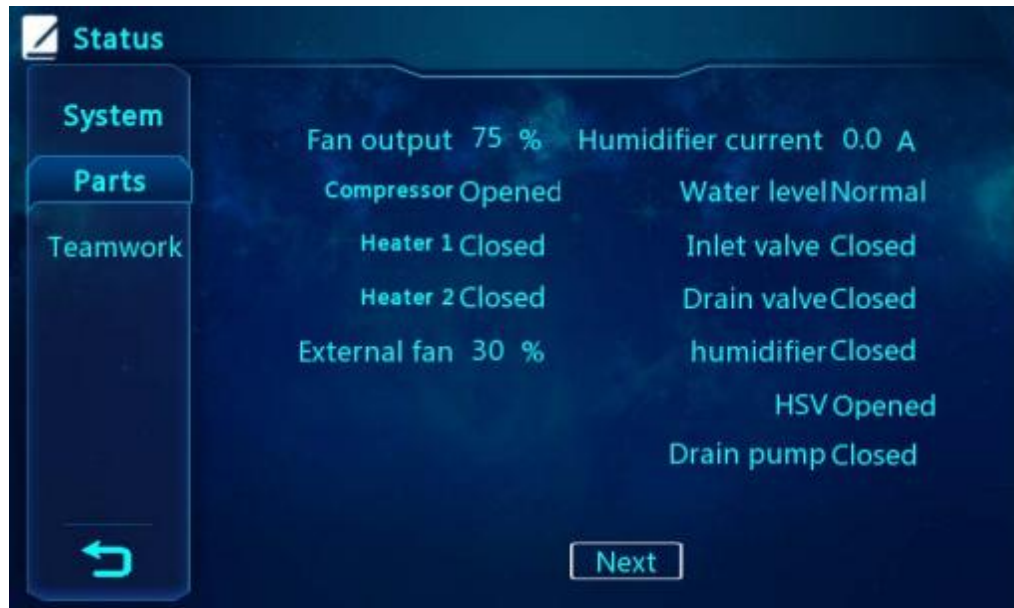 Status
System
Parts
Teamwork
Fan output 75 % Humidifier current 0.0 A
Compressor Opened Water level Normal
Heater 1 Closed Inlet valve Closed
Heater 2 Closed Drain valve Closed
External fan 30 % humidifier Closed
HSV Opened
Drain pump Closed
Next